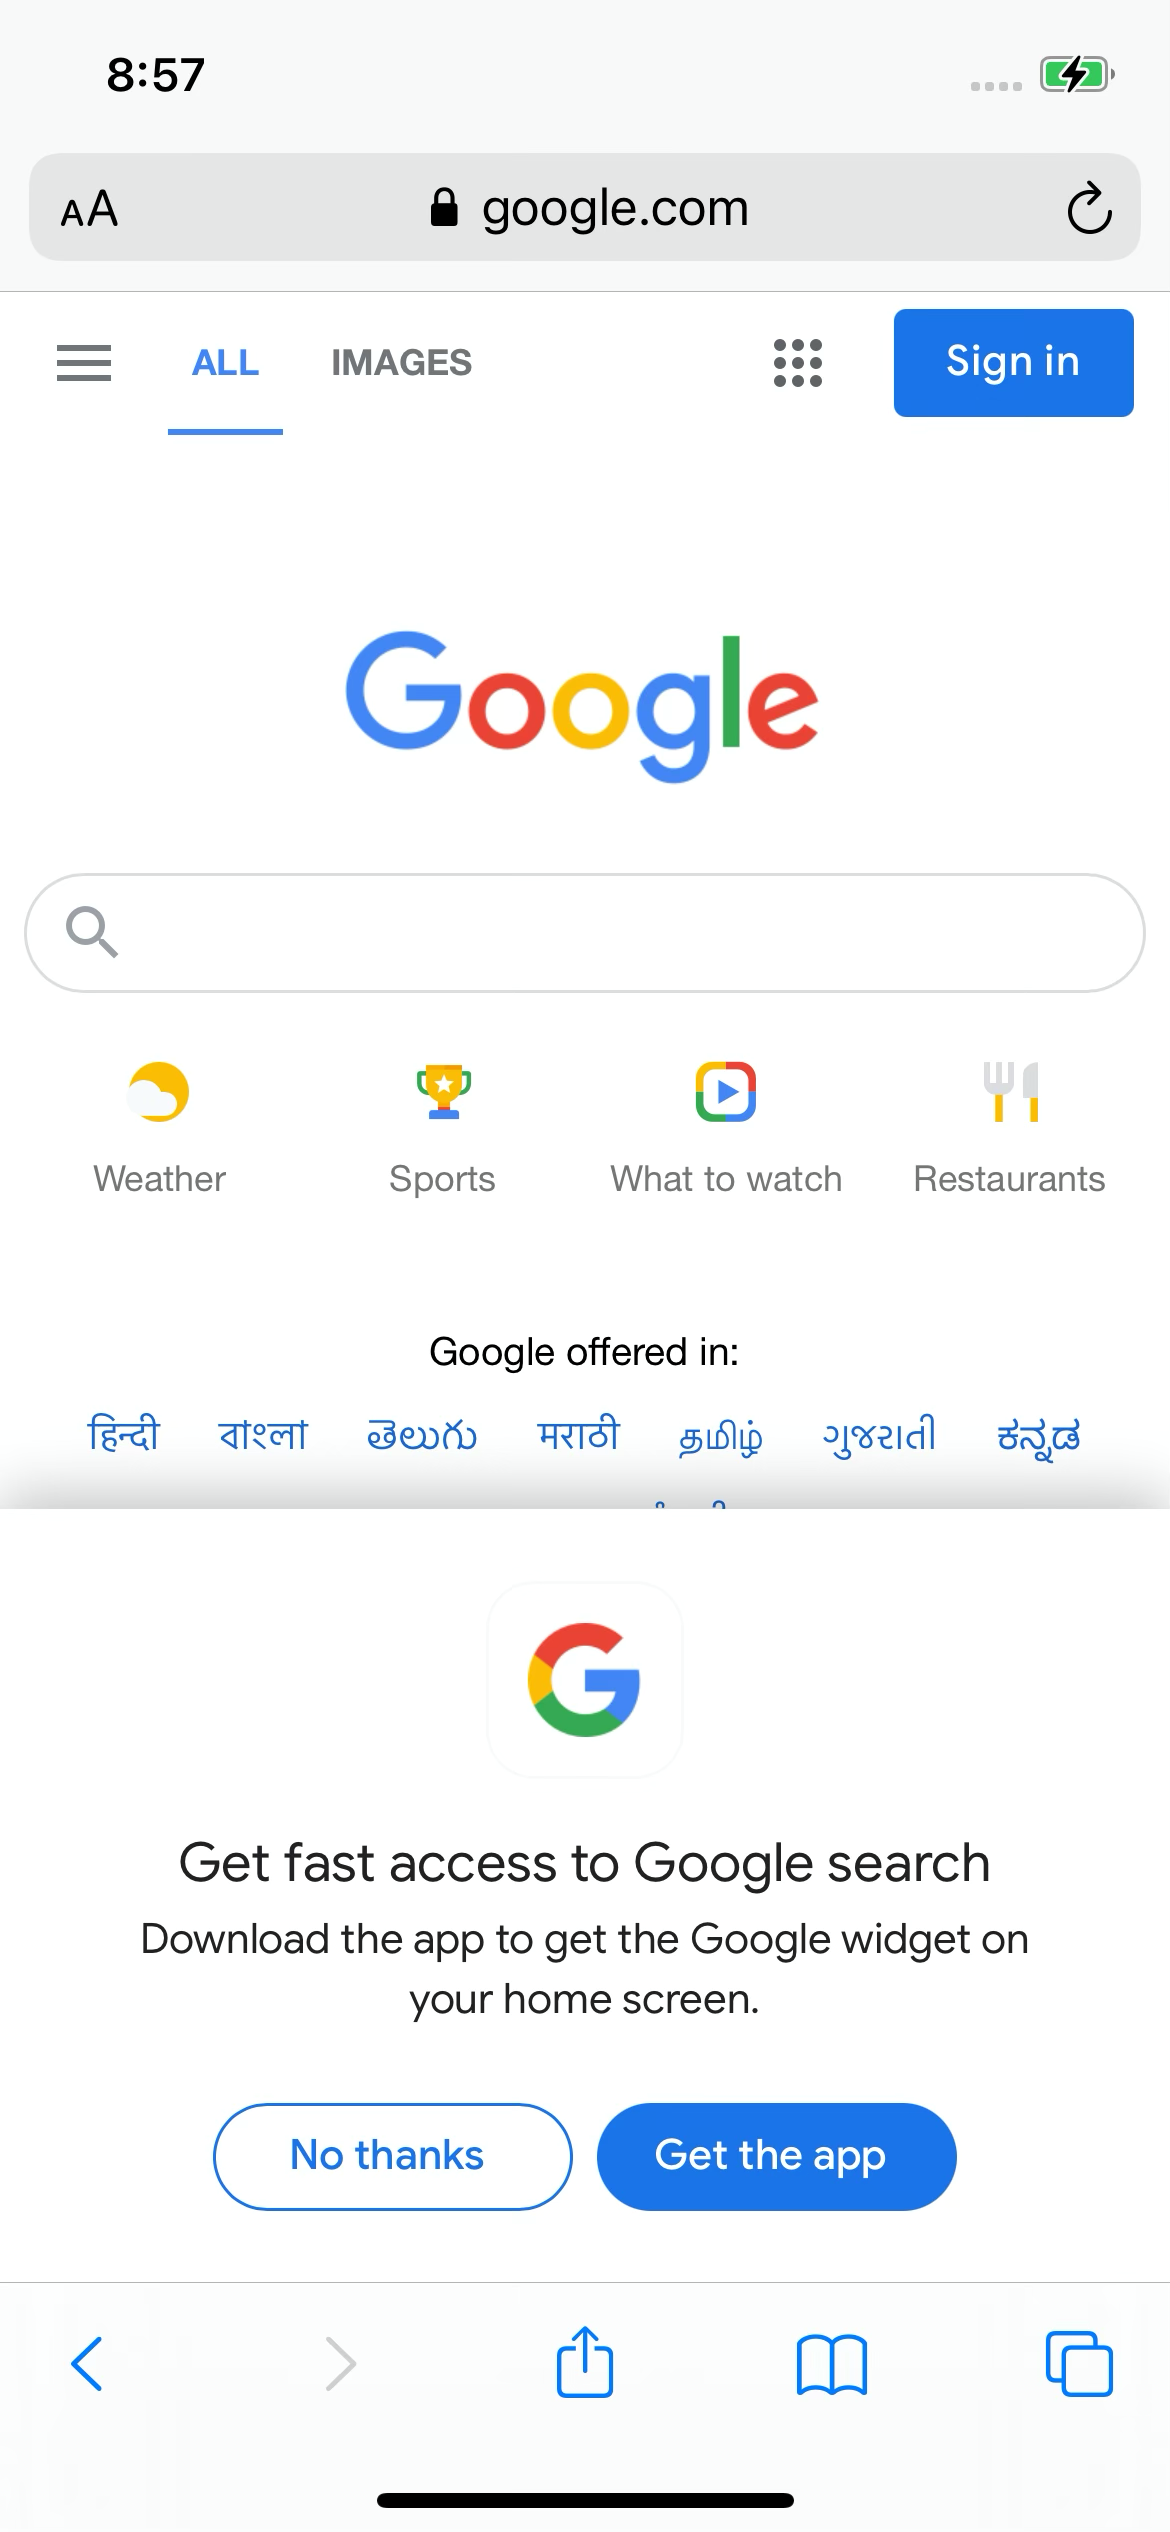 8:57
AA google.com
ALL IMAGES Sign in
Google
Weather Sports What to watch Restaurants
Google offered in:
हिन्दी বাংলা తెలుగు मराठी தமிழ் ગુજરાતી ಕನ್ನಡ
G
Get fast access to Google search
Download the app to get the Google widget on
your home screen.
No thanks Get the app